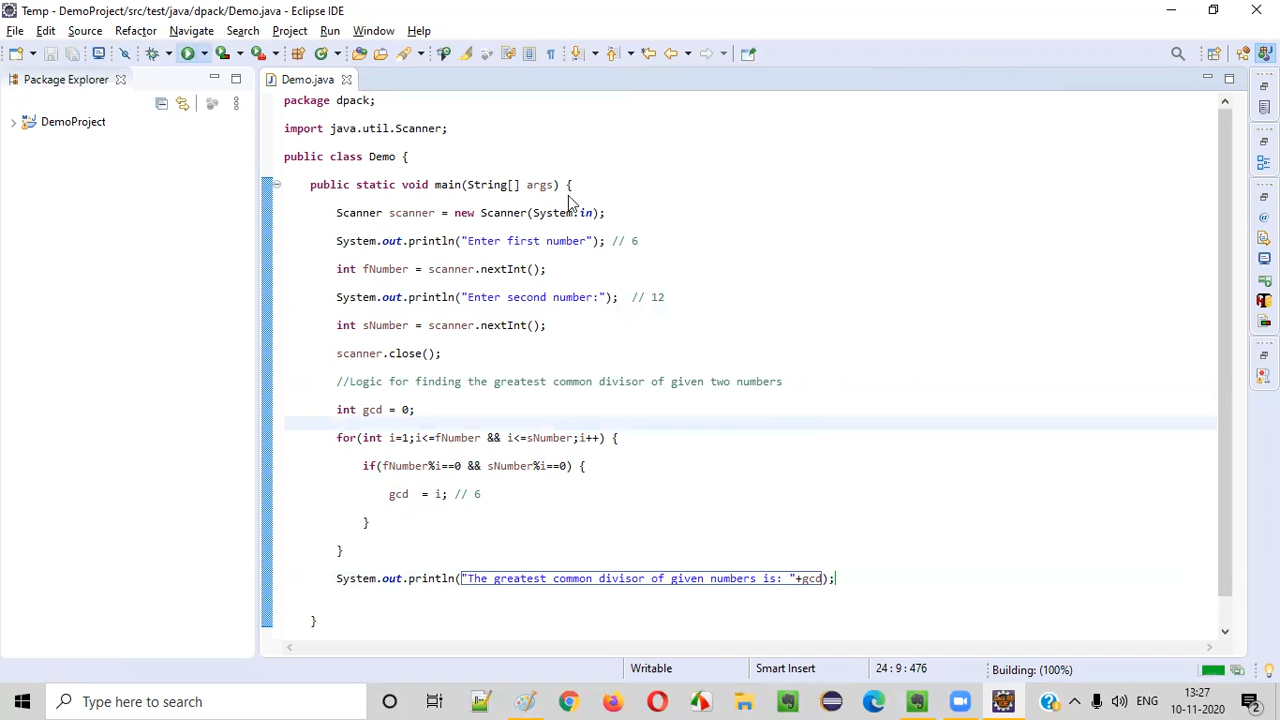 Temp - DemoProject/src/test/java/dpack/Demo.java - Eclipse IDE
File Edit Source Refactor Navigate Search Project Run Window Help
Package Explorer
Demo.java
DemoProject
package dpack;
import java.util.Scanner;
public class Demo {
public static void main(String[] args) {
Scanner scanner = new Scanner(System.in);
System.out.println("Enter first number"); // 6
int fNumber = scanner.nextInt();
System.out.println("Enter second number:");  // 12
int sNumber = scanner.nextInt();
scanner.close();
//Logic for finding the greatest common divisor of given two numbers
int gcd = 0;
for(int i=1;i<=fNumber && i<=sNumber;i++) {
if(fNumber%i==0 && sNumber%i==0) {
gcd  = i; // 6
}
}
System.out.println("The greatest common divisor of given numbers is: "+gcd);
}
Writable Smart Insert 24 : 9 : 476 Building: (100%)
Type here to search
ENG
13:27
10-11-2020
2